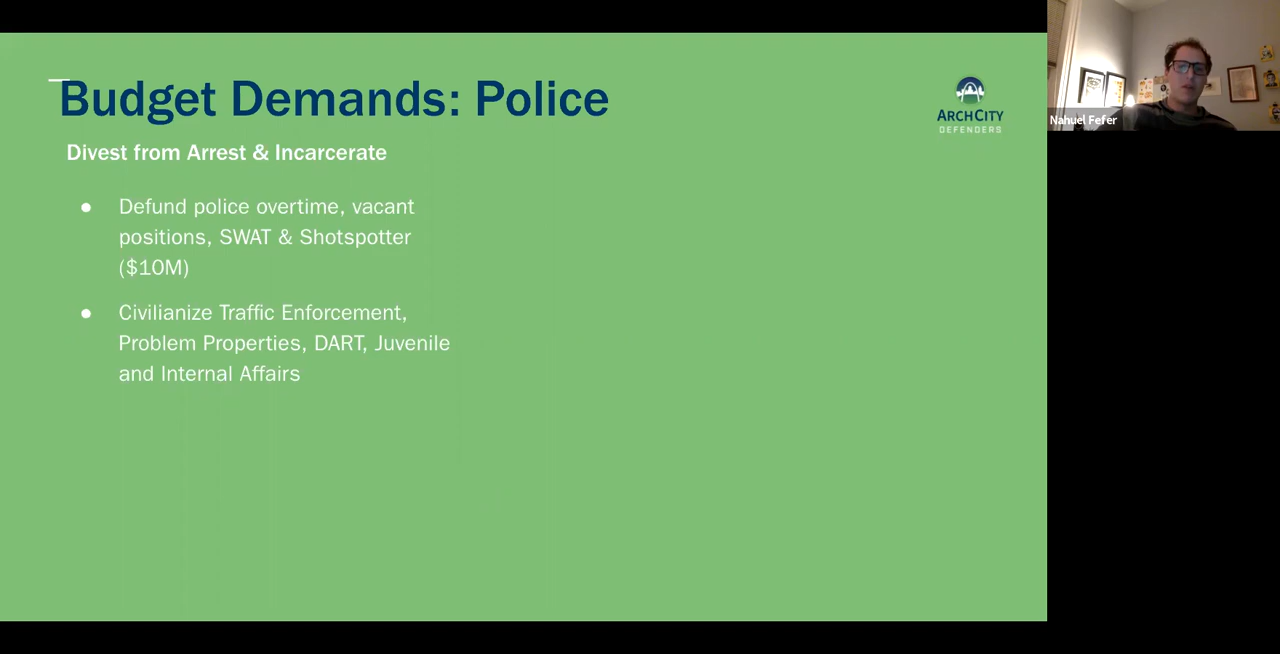 Budget Demands: Police
ARCHCITY
DEFENDERS
Nahuel Fefer
Divest from Arrest & Incarcerate
● Defund police overtime, vacant
positions, SWAT & Shotspotter
($10M)
● Civilianize Traffic Enforcement,
Problem Properties, DART, Juvenile
and Internal Affairs